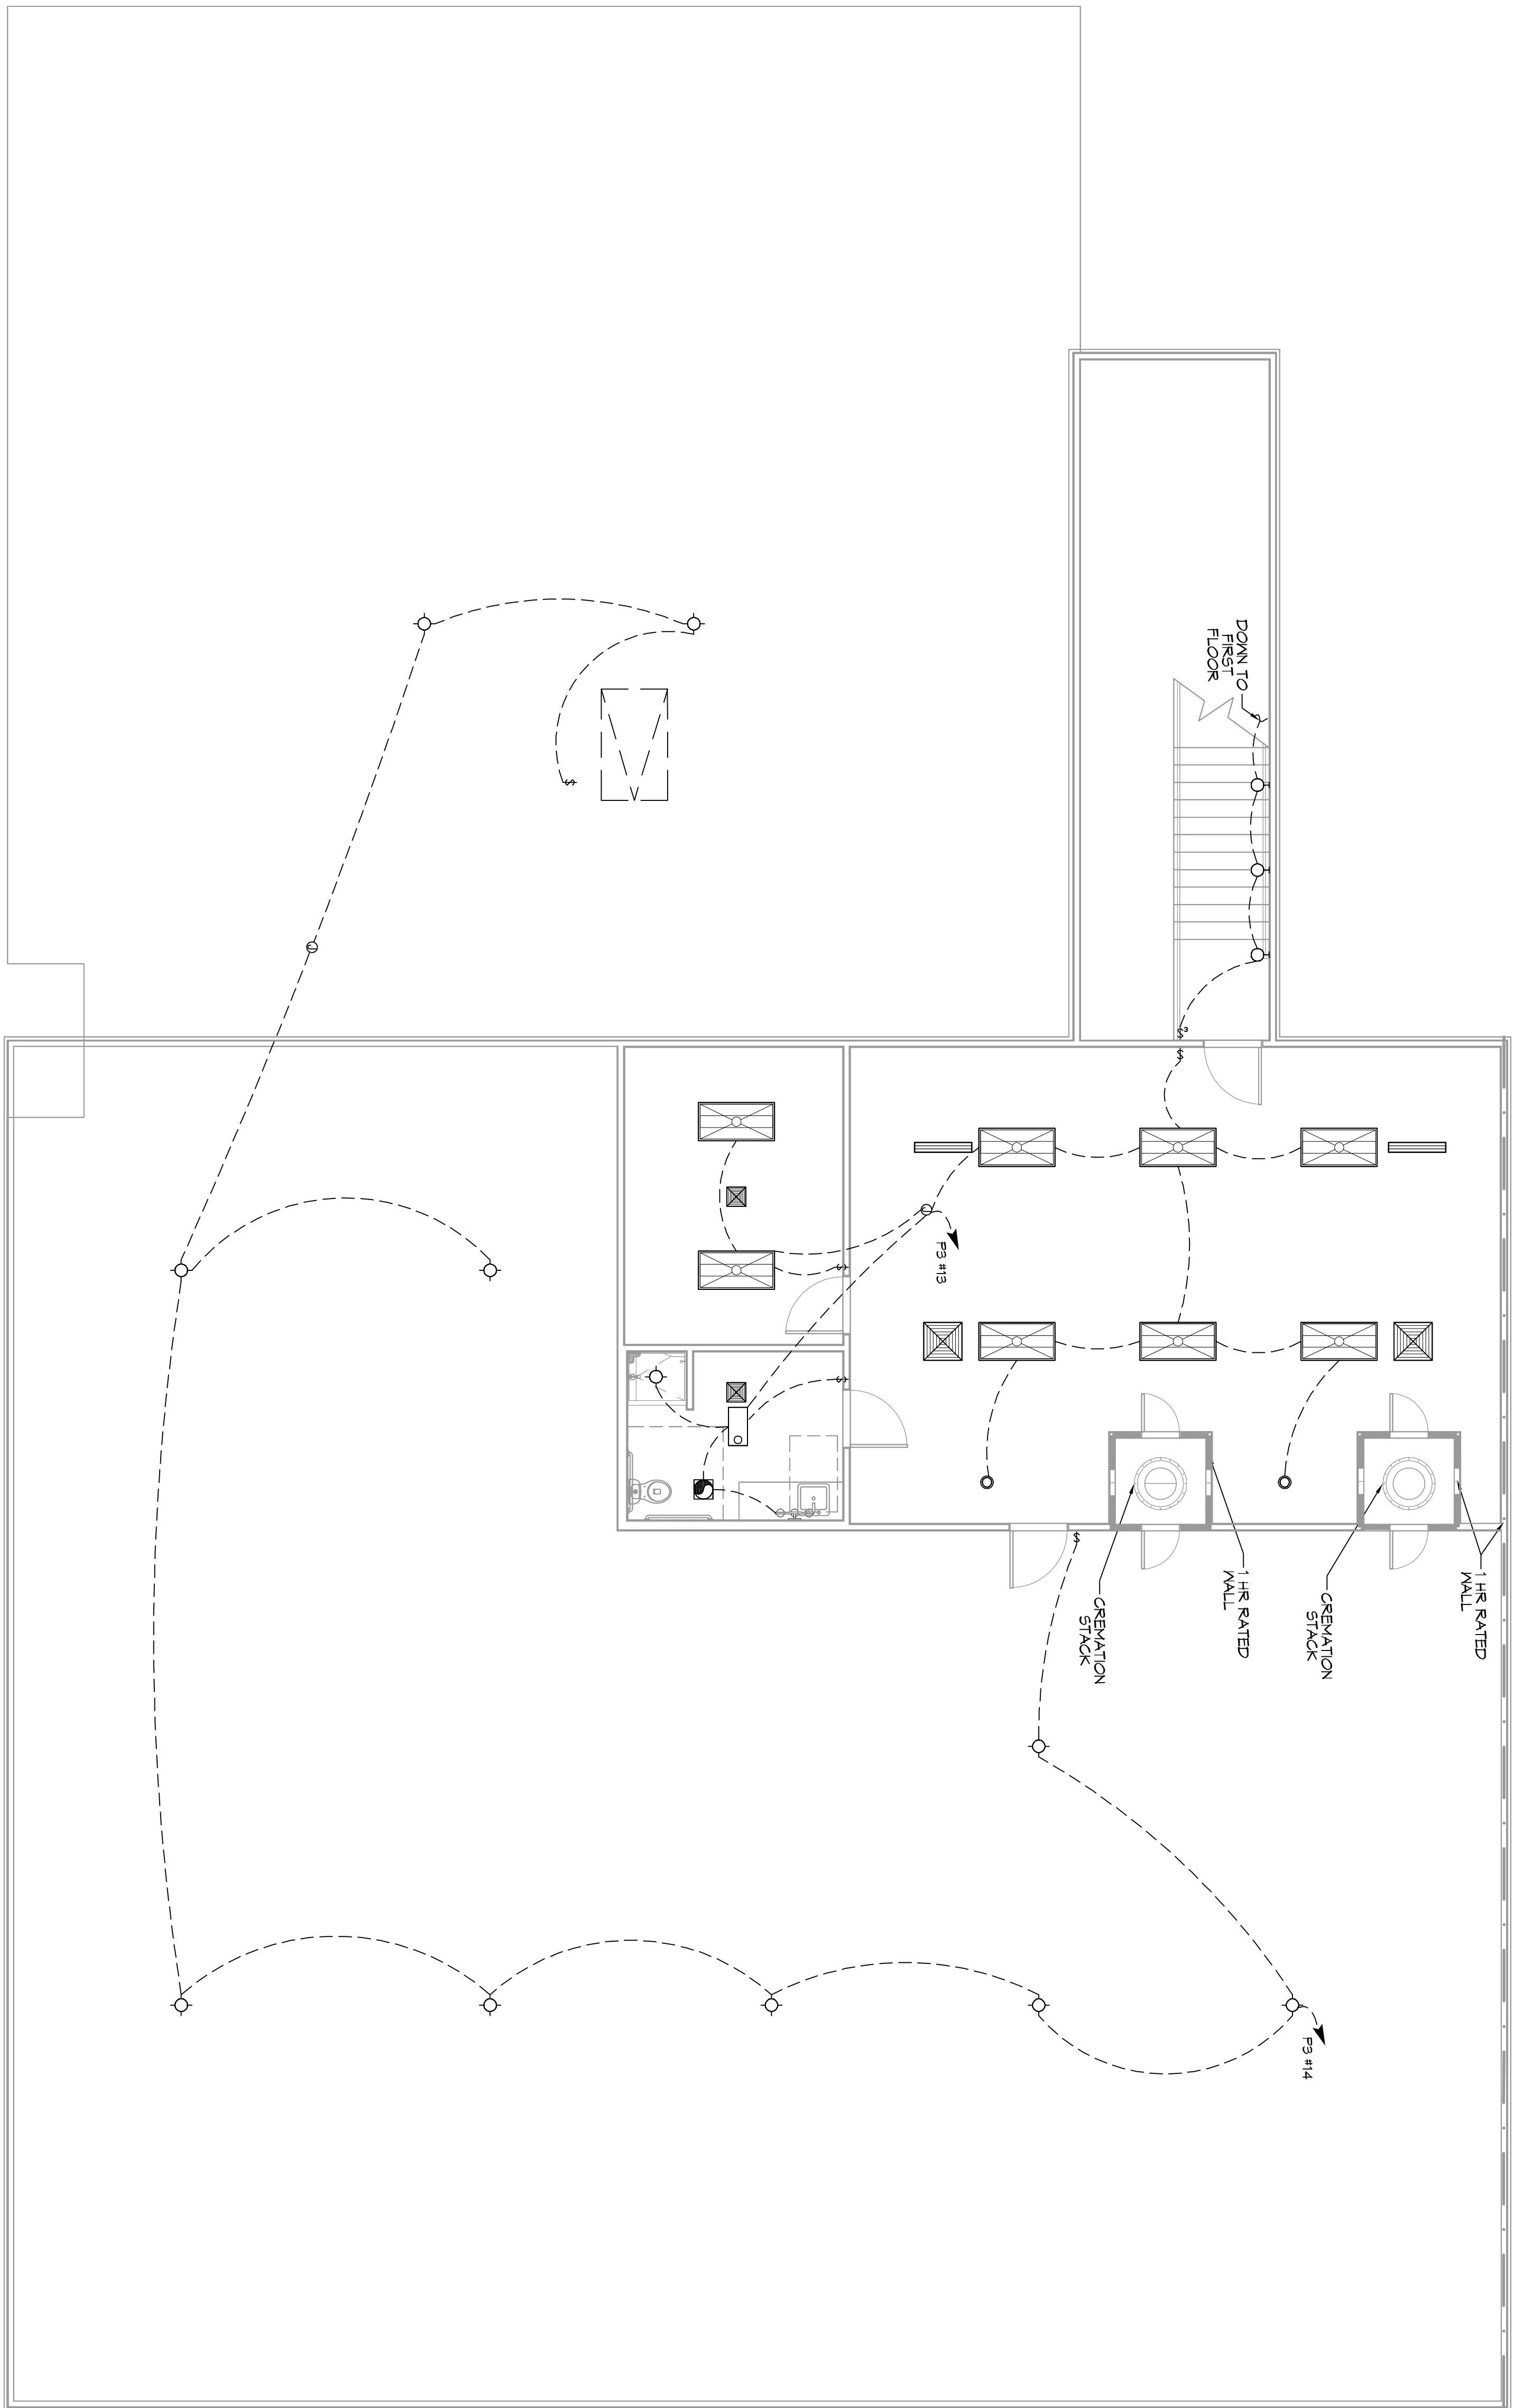 DOWN TO
FIRST
FLOOR
$
$3
$
P3 #13
$
$
1 HR RATED
WALL
CREMATION
STACK
1 HR RATED
WALL
CREMATION
STACK
$
P3 #14